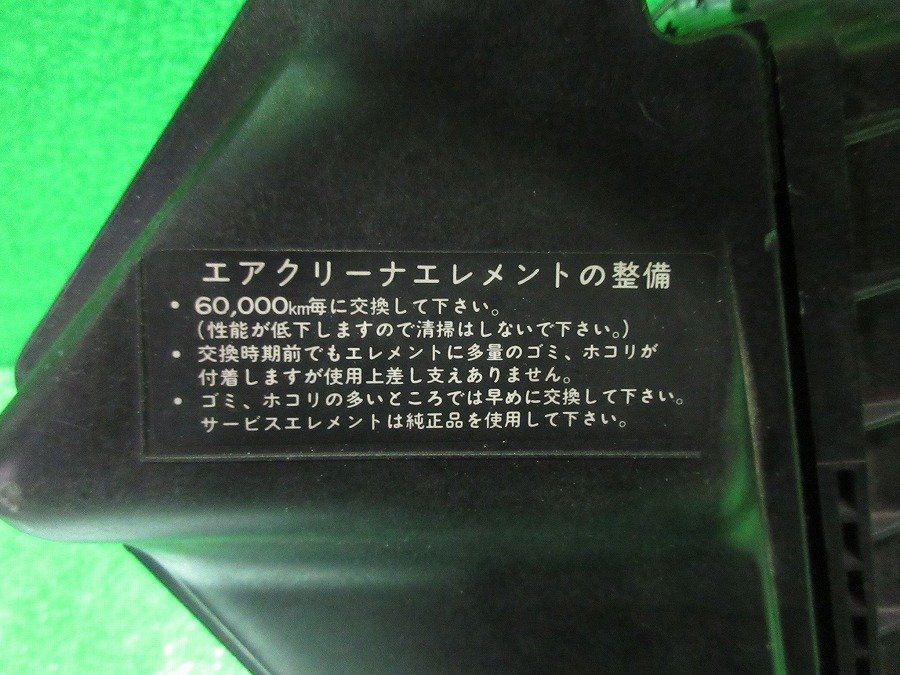 エアクリーナエレメントの整備
• 60,000km毎に交換して下さい。
(性能が低下しますので清掃はしないで下さい。)
• 交換時期前でもエレメントに多量のゴミ、ホコリが
付着しますが使用上差し支えありません。
• ゴミ、ホコリの多いところでは早めに交換して下さい。
サービスエレメントは純正品を使用して下さい。